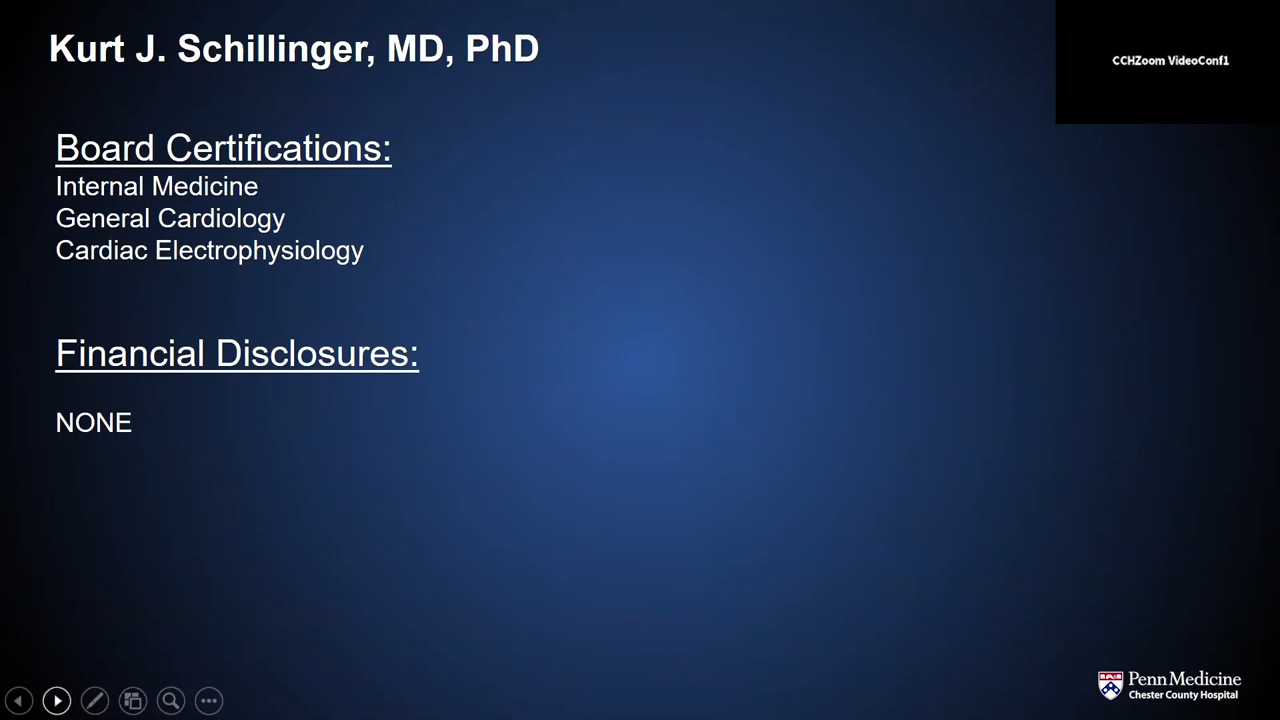 Kurt J. Schillinger, MD, PhD
CCHZoom VideoConf1
Board Certifications:
Internal Medicine
General Cardiology
Cardiac Electrophysiology
Financial Disclosures:
NONE
Penn Medicine
Chester County Hospital